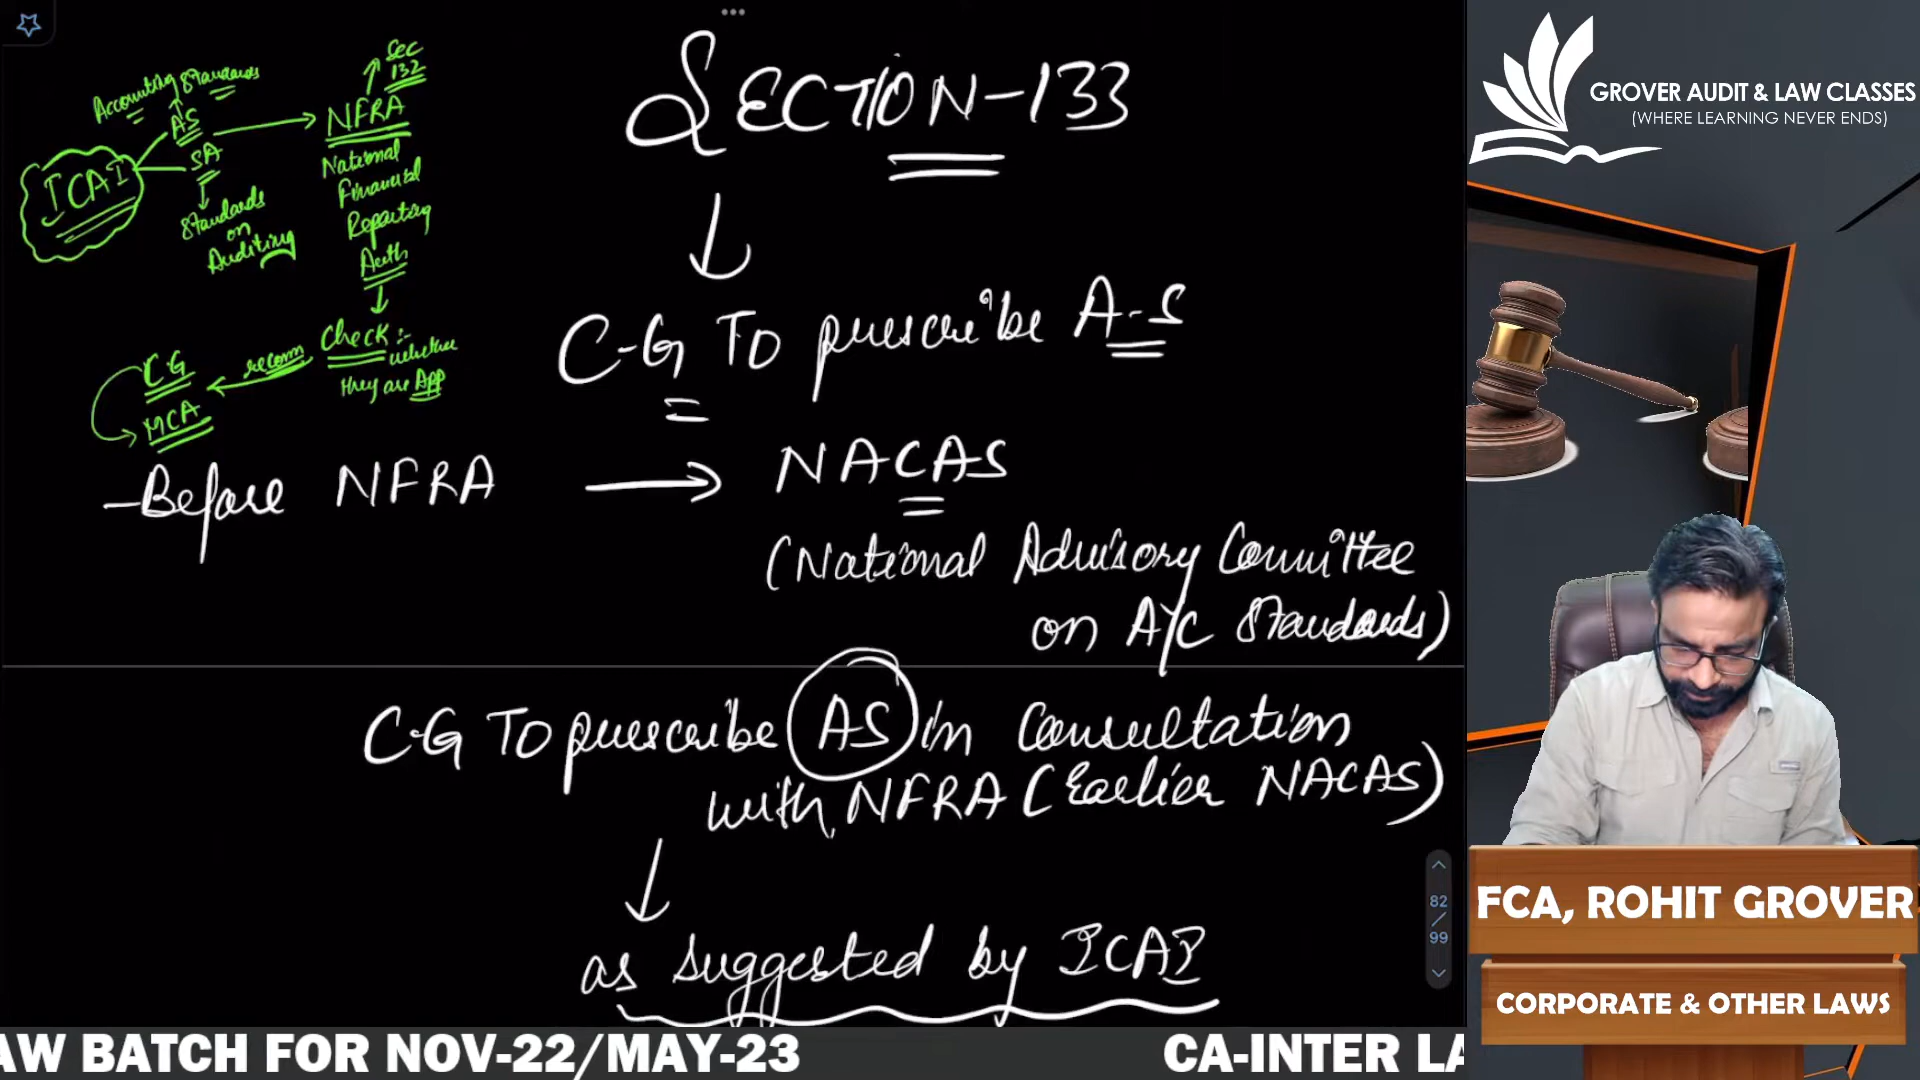 SECTION-133
C-G To prescribe A-S
Accounting Standards
AS
ICAI
SA
Standards
on
Auditing
Sec
132
NFRA
National
Financial
Reporting
Auth
Check :-
whether
they are App
recomm
CG
MCA
-Before NFRA
NACAS
(National Advisory Committee
on A/C Standards)
C-G To prescribe AS in Consultation
with NFRA (Earlier NACAS)
as suggested by ICAI
82
99
GROVER AUDIT & LAW CLASSES
(WHERE LEARNING NEVER ENDS)
FCA, ROHIT GROVER
CORPORATE & OTHER LAWS
AW BATCH FOR NOV-22/MAY-23
CA-INTER LA